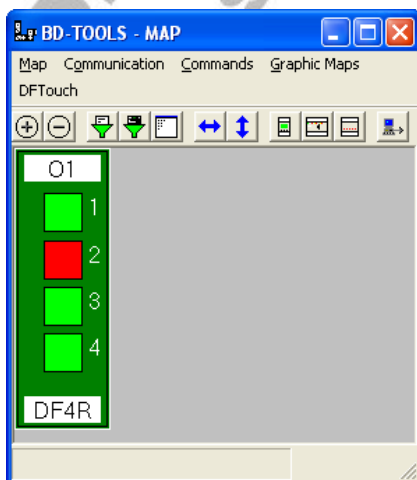 BD-TOOLS - MAP
Map Communication Commands Graphic Maps
DFTouch
O1
1
2
3
4
DF4R